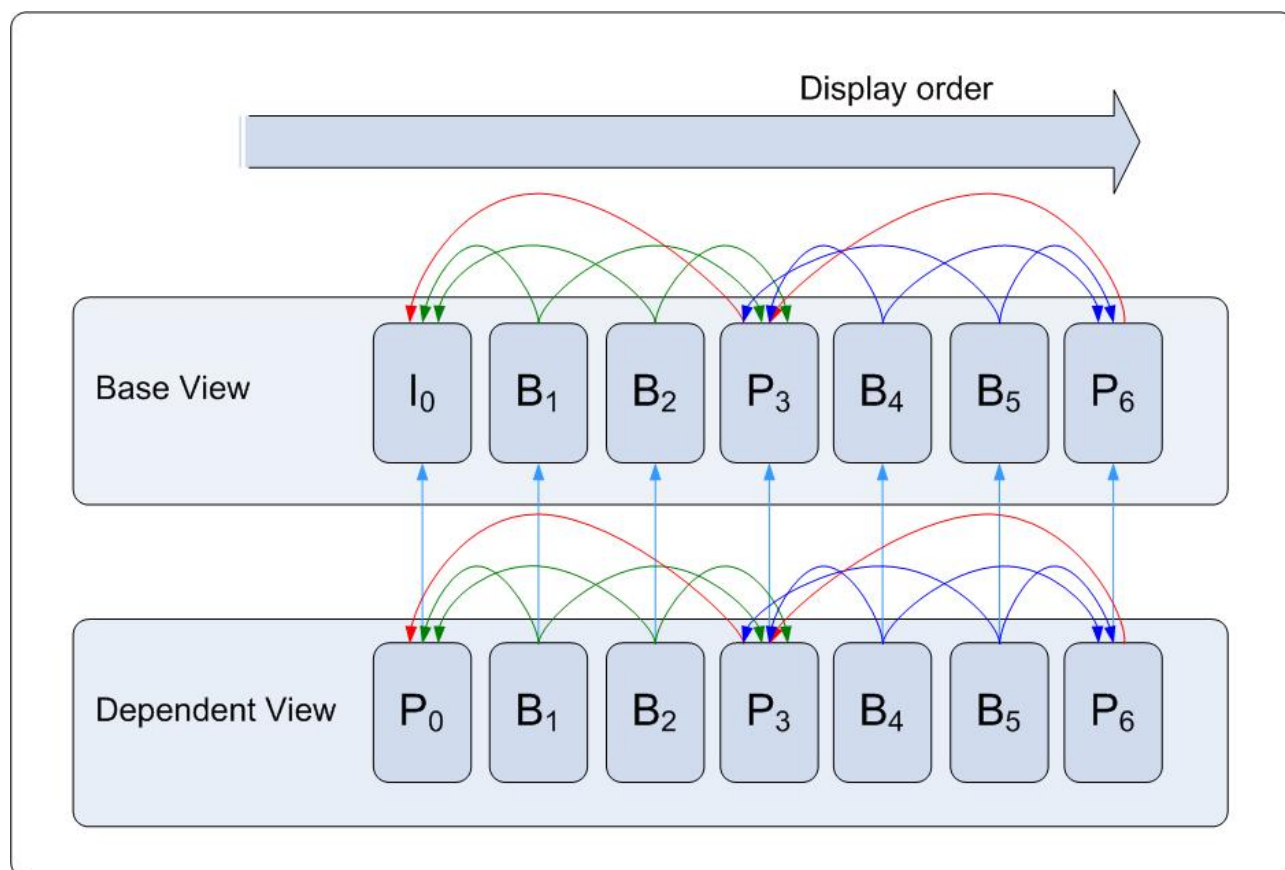 Display order
Base View
I₀ B₁ B₂ P₃ B₄ B₅ P₆
Dependent View
P₀ B₁ B₂ P₃ B₄ B₅ P₆